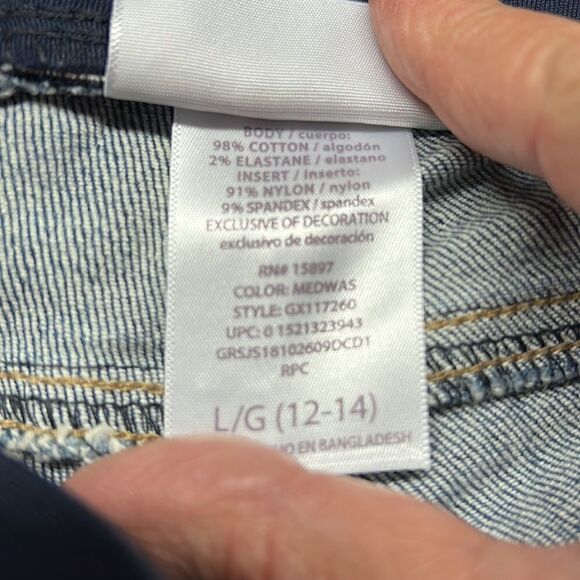 BODY / cuerpo:
98% COTTON / algodón
2% ELASTANE / elastano
INSERT / inserto:
91% NYLON / nylon
9% SPANDEX / spandex
EXCLUSIVE OF DECORATION
exclusivo de decoración
RN# 15897
COLOR: MEDWAS
STYLE: GX117260
UPC: 0 1521323943
GRSJS18102609DCD1
RPC
L/G (12-14)
EN BANGLADESH